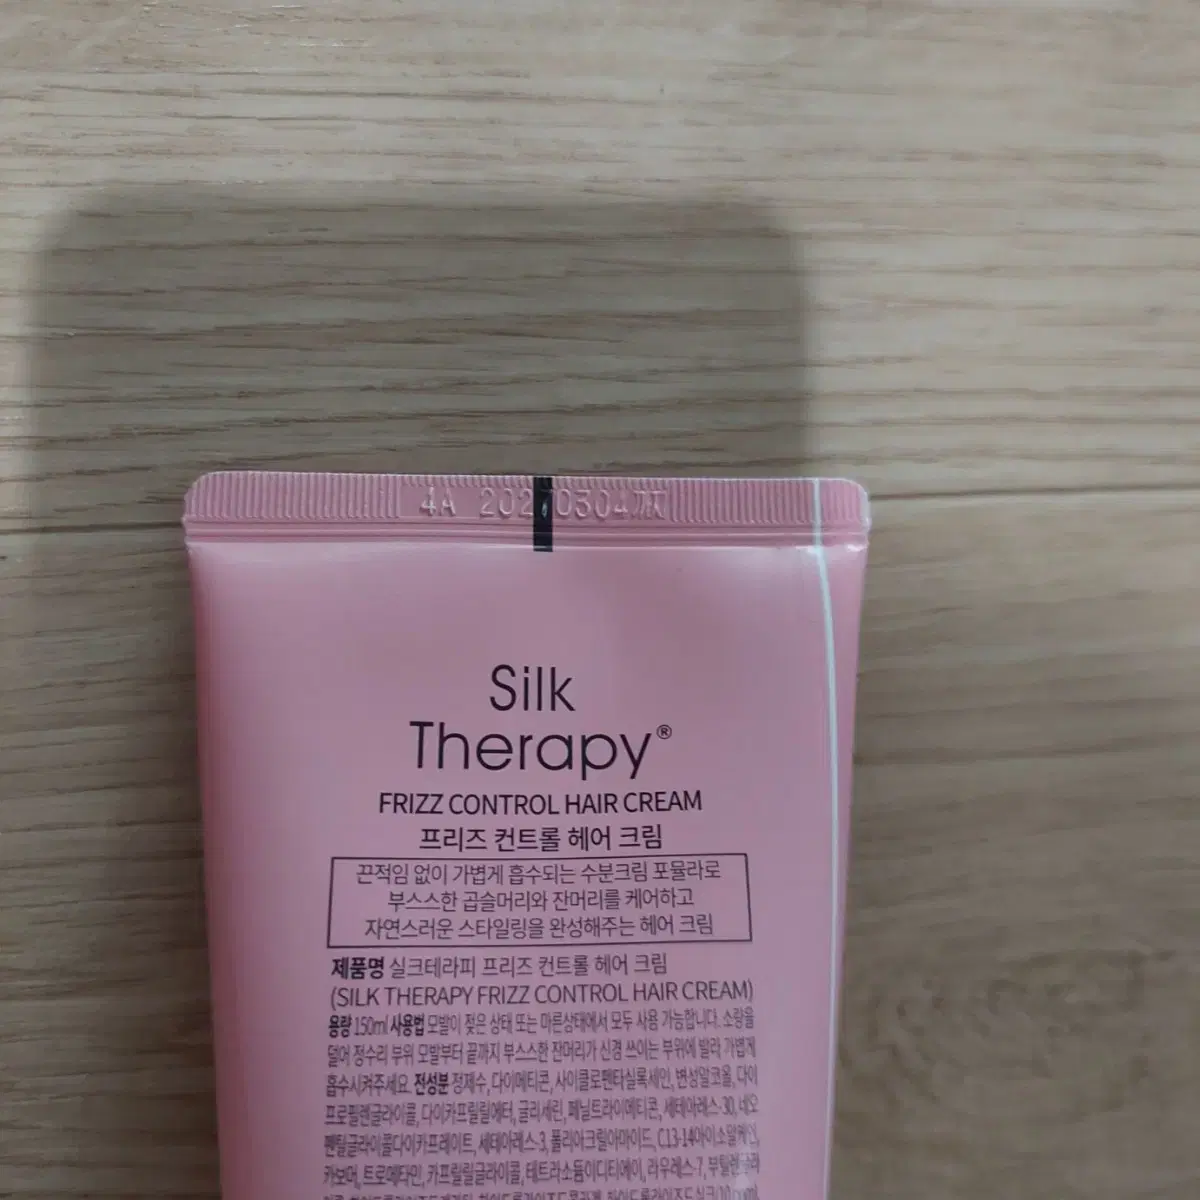 4A 202 0304까지
Silk
Therapy®
FRIZZ CONTROL HAIR CREAM
프리즈 컨트롤 헤어 크림
끈적임 없이 가볍게 흡수되는 수분크림 포뮬라로
부스스한 곱슬머리와 잔머리를 케어하고
자연스러운 스타일링을 완성해주는 헤어 크림
제품명 실크테라피 프리즈 컨트롤 헤어 크림
(SILK THERAPY FRIZZ CONTROL HAIR CREAM)
용량 150ml 사용법 모발이 젖은 상태 또는 마른상태에서 모두 사용 가능합니다. 소량을
덜어 정수리 부위 모발부터 끝까지 부스스한 잔머리가 신경 쓰이는 부위에 발라 가볍게
흡수시켜주세요. 전성분 정제수, 다이메티콘, 사이클로펜타실록세인, 변성알코올, 다이
프로필렌글라이콜, 다이카프릴릴에터, 글리세린, 페닐트라이메티콘, 세테아레스-30, 네오
펜틸글라이콜다이카프레이트, 세테아레스-3, 폴리아크릴아마이드, C13-14아이소알케인,
카보머, 트로메타민, 카프릴릴글라이콜, 테트라소듐이디티에이, 라우레스-7, 부틸렌글라